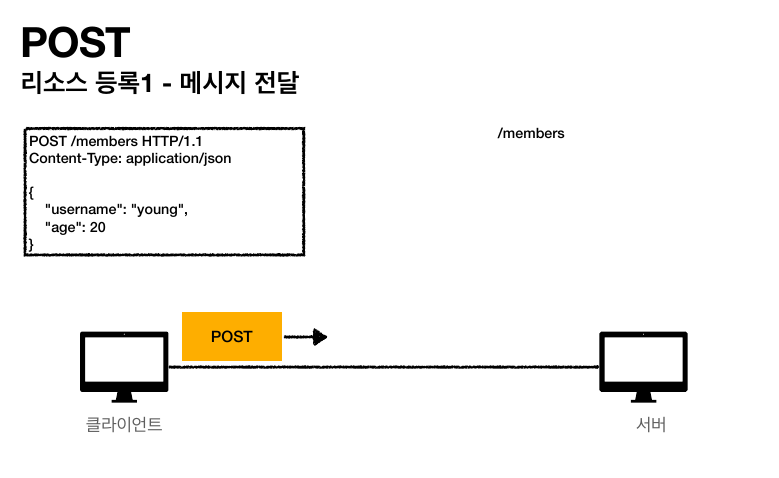 POST
리소스 등록1 - 메시지 전달
POST /members HTTP/1.1
Content-Type: application/json
{
"username": "young",
"age": 20
}
/members
POST
클라이언트
서버